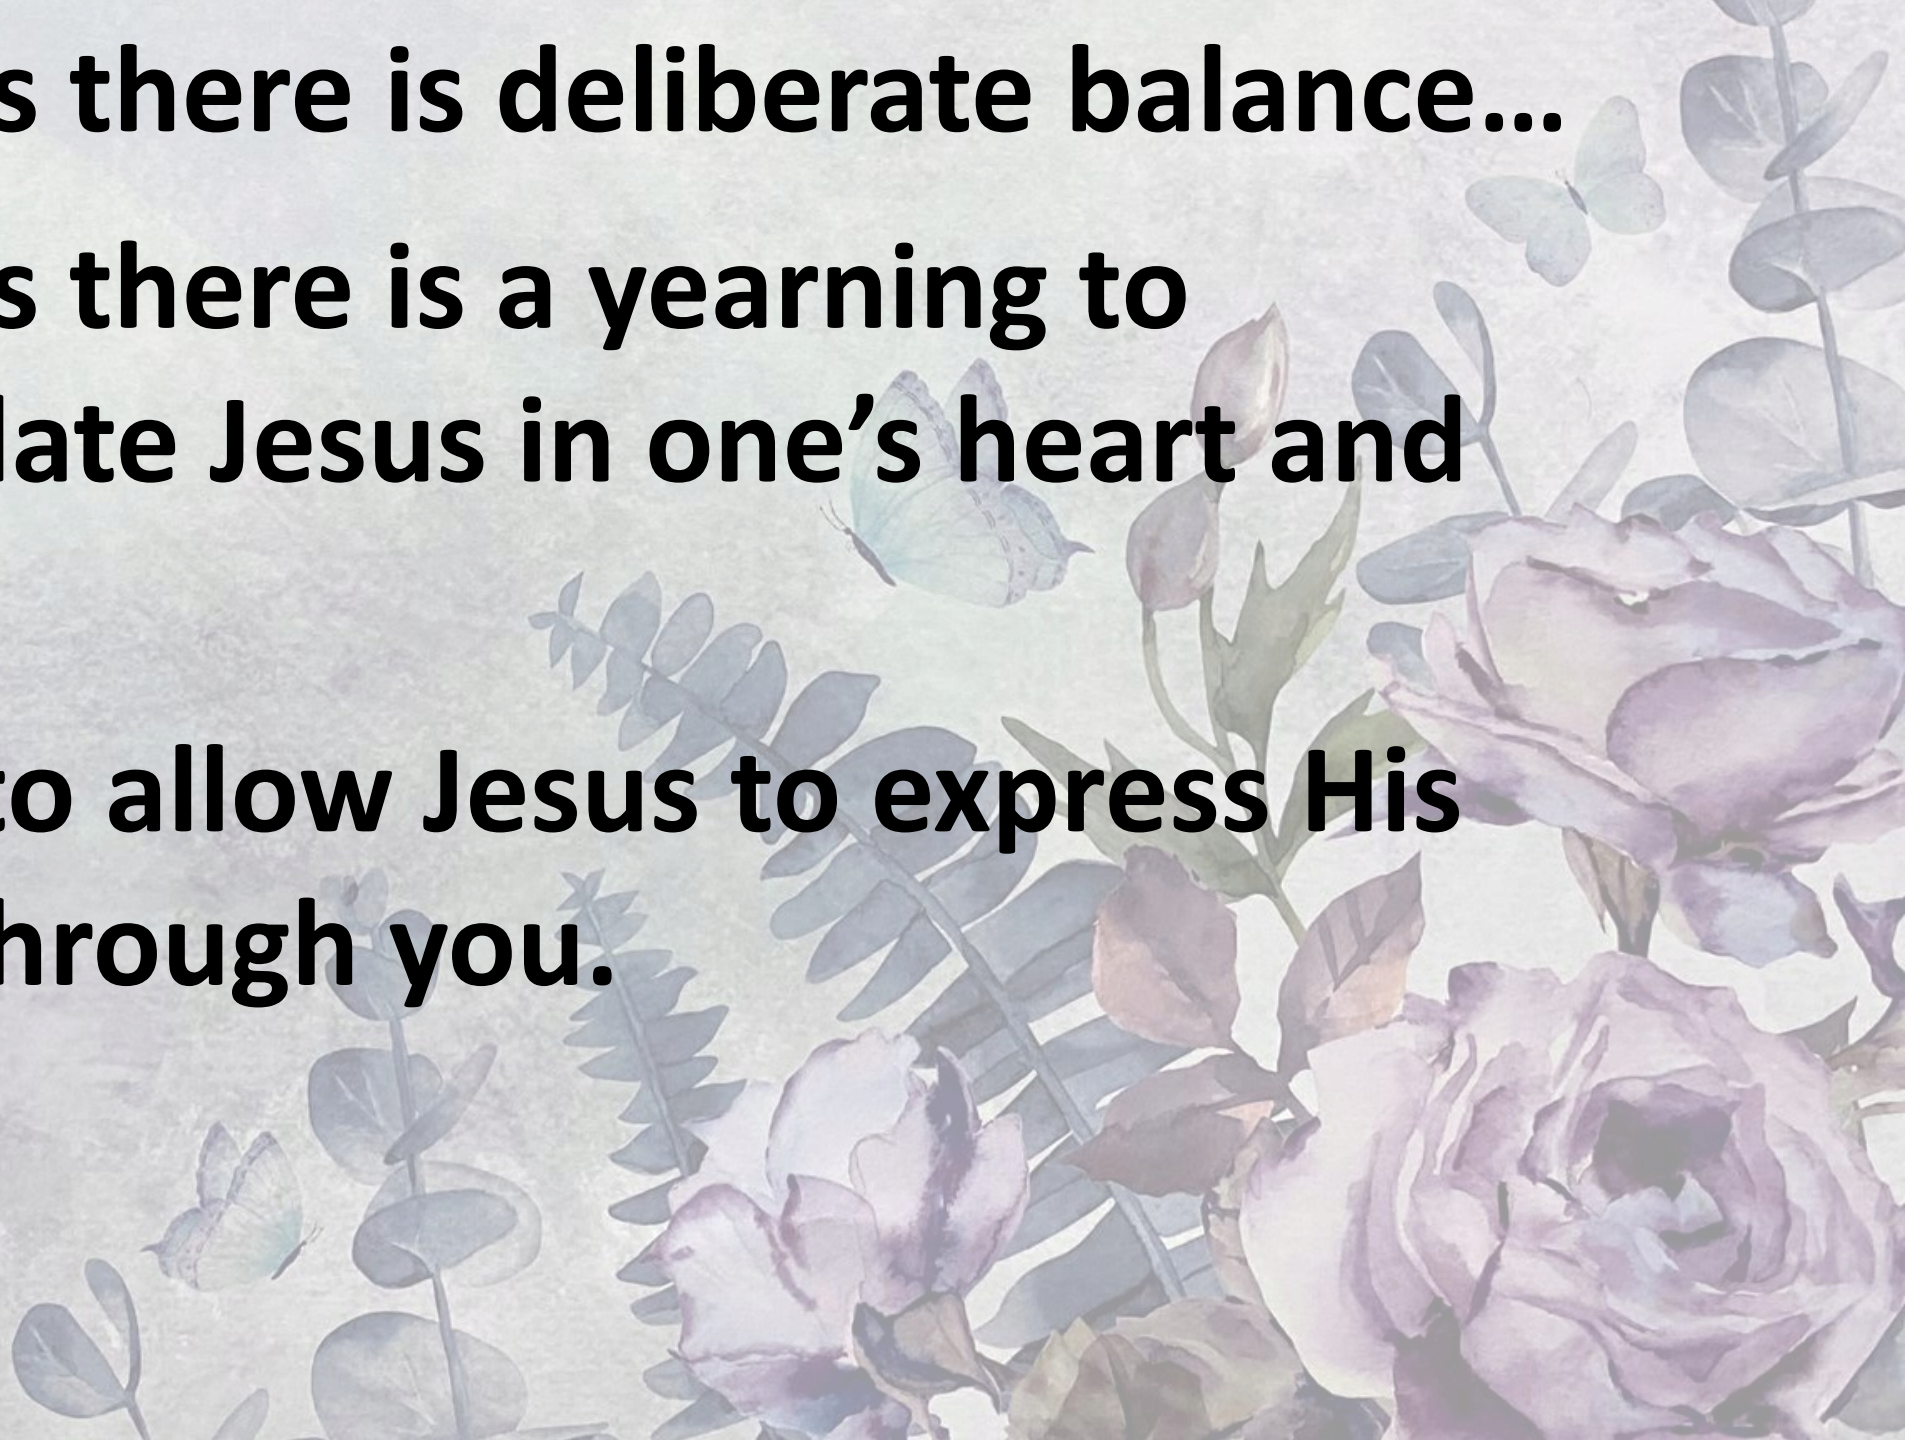 s there is deliberate balance…
s there is a yearning to
late Jesus in one’s heart and
to allow Jesus to express His
hrough you.